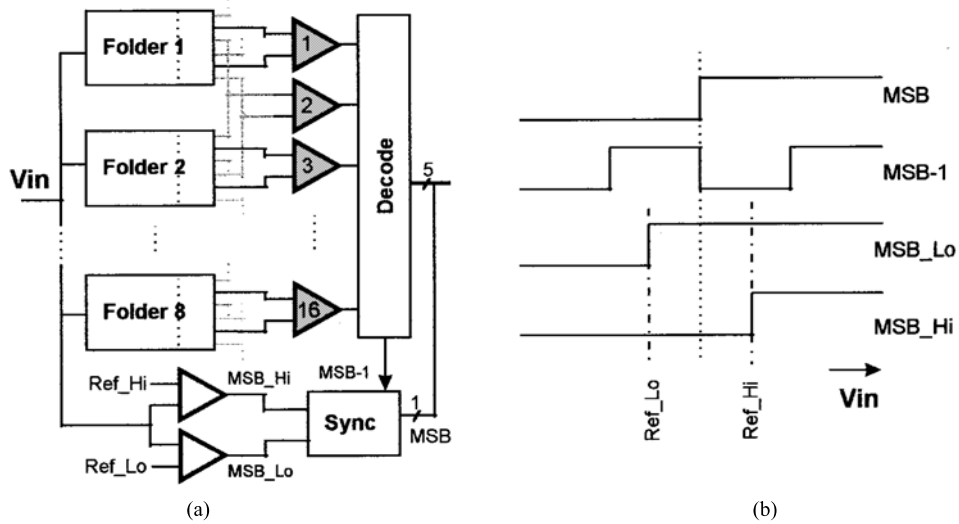 Folder 1
1
2
Folder 2
3
Vin
Decode
5
Folder 8
16
Ref_Hi
MSB_Hi
MSB-1
Sync
1
MSB
Ref_Lo
MSB_Lo
(a)
MSB
MSB-1
MSB_Lo
MSB_Hi
Ref_Lo
Ref_Hi
Vin
(b)